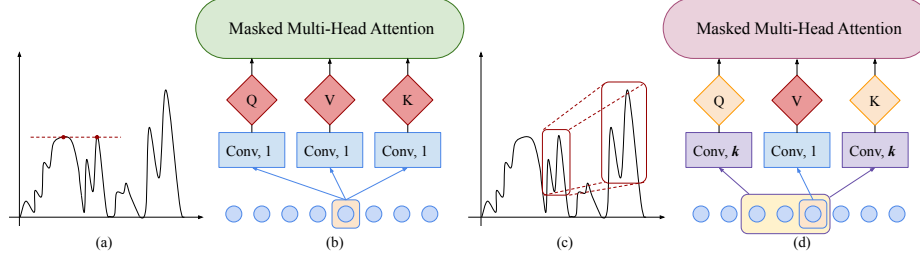 Masked Multi-Head Attention
Masked Multi-Head Attention
Q V K
Q V K
Conv, 1 Conv, 1 Conv, 1
Conv, k Conv, 1 Conv, k
(a) (b) (c) (d)